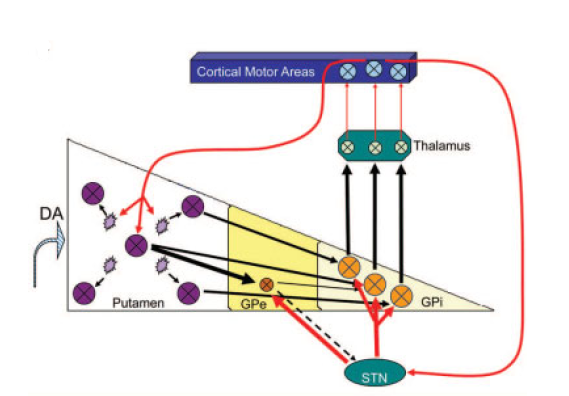 Cortical Motor Areas
Thalamus
DA
Putamen
GPe
GPi
STN